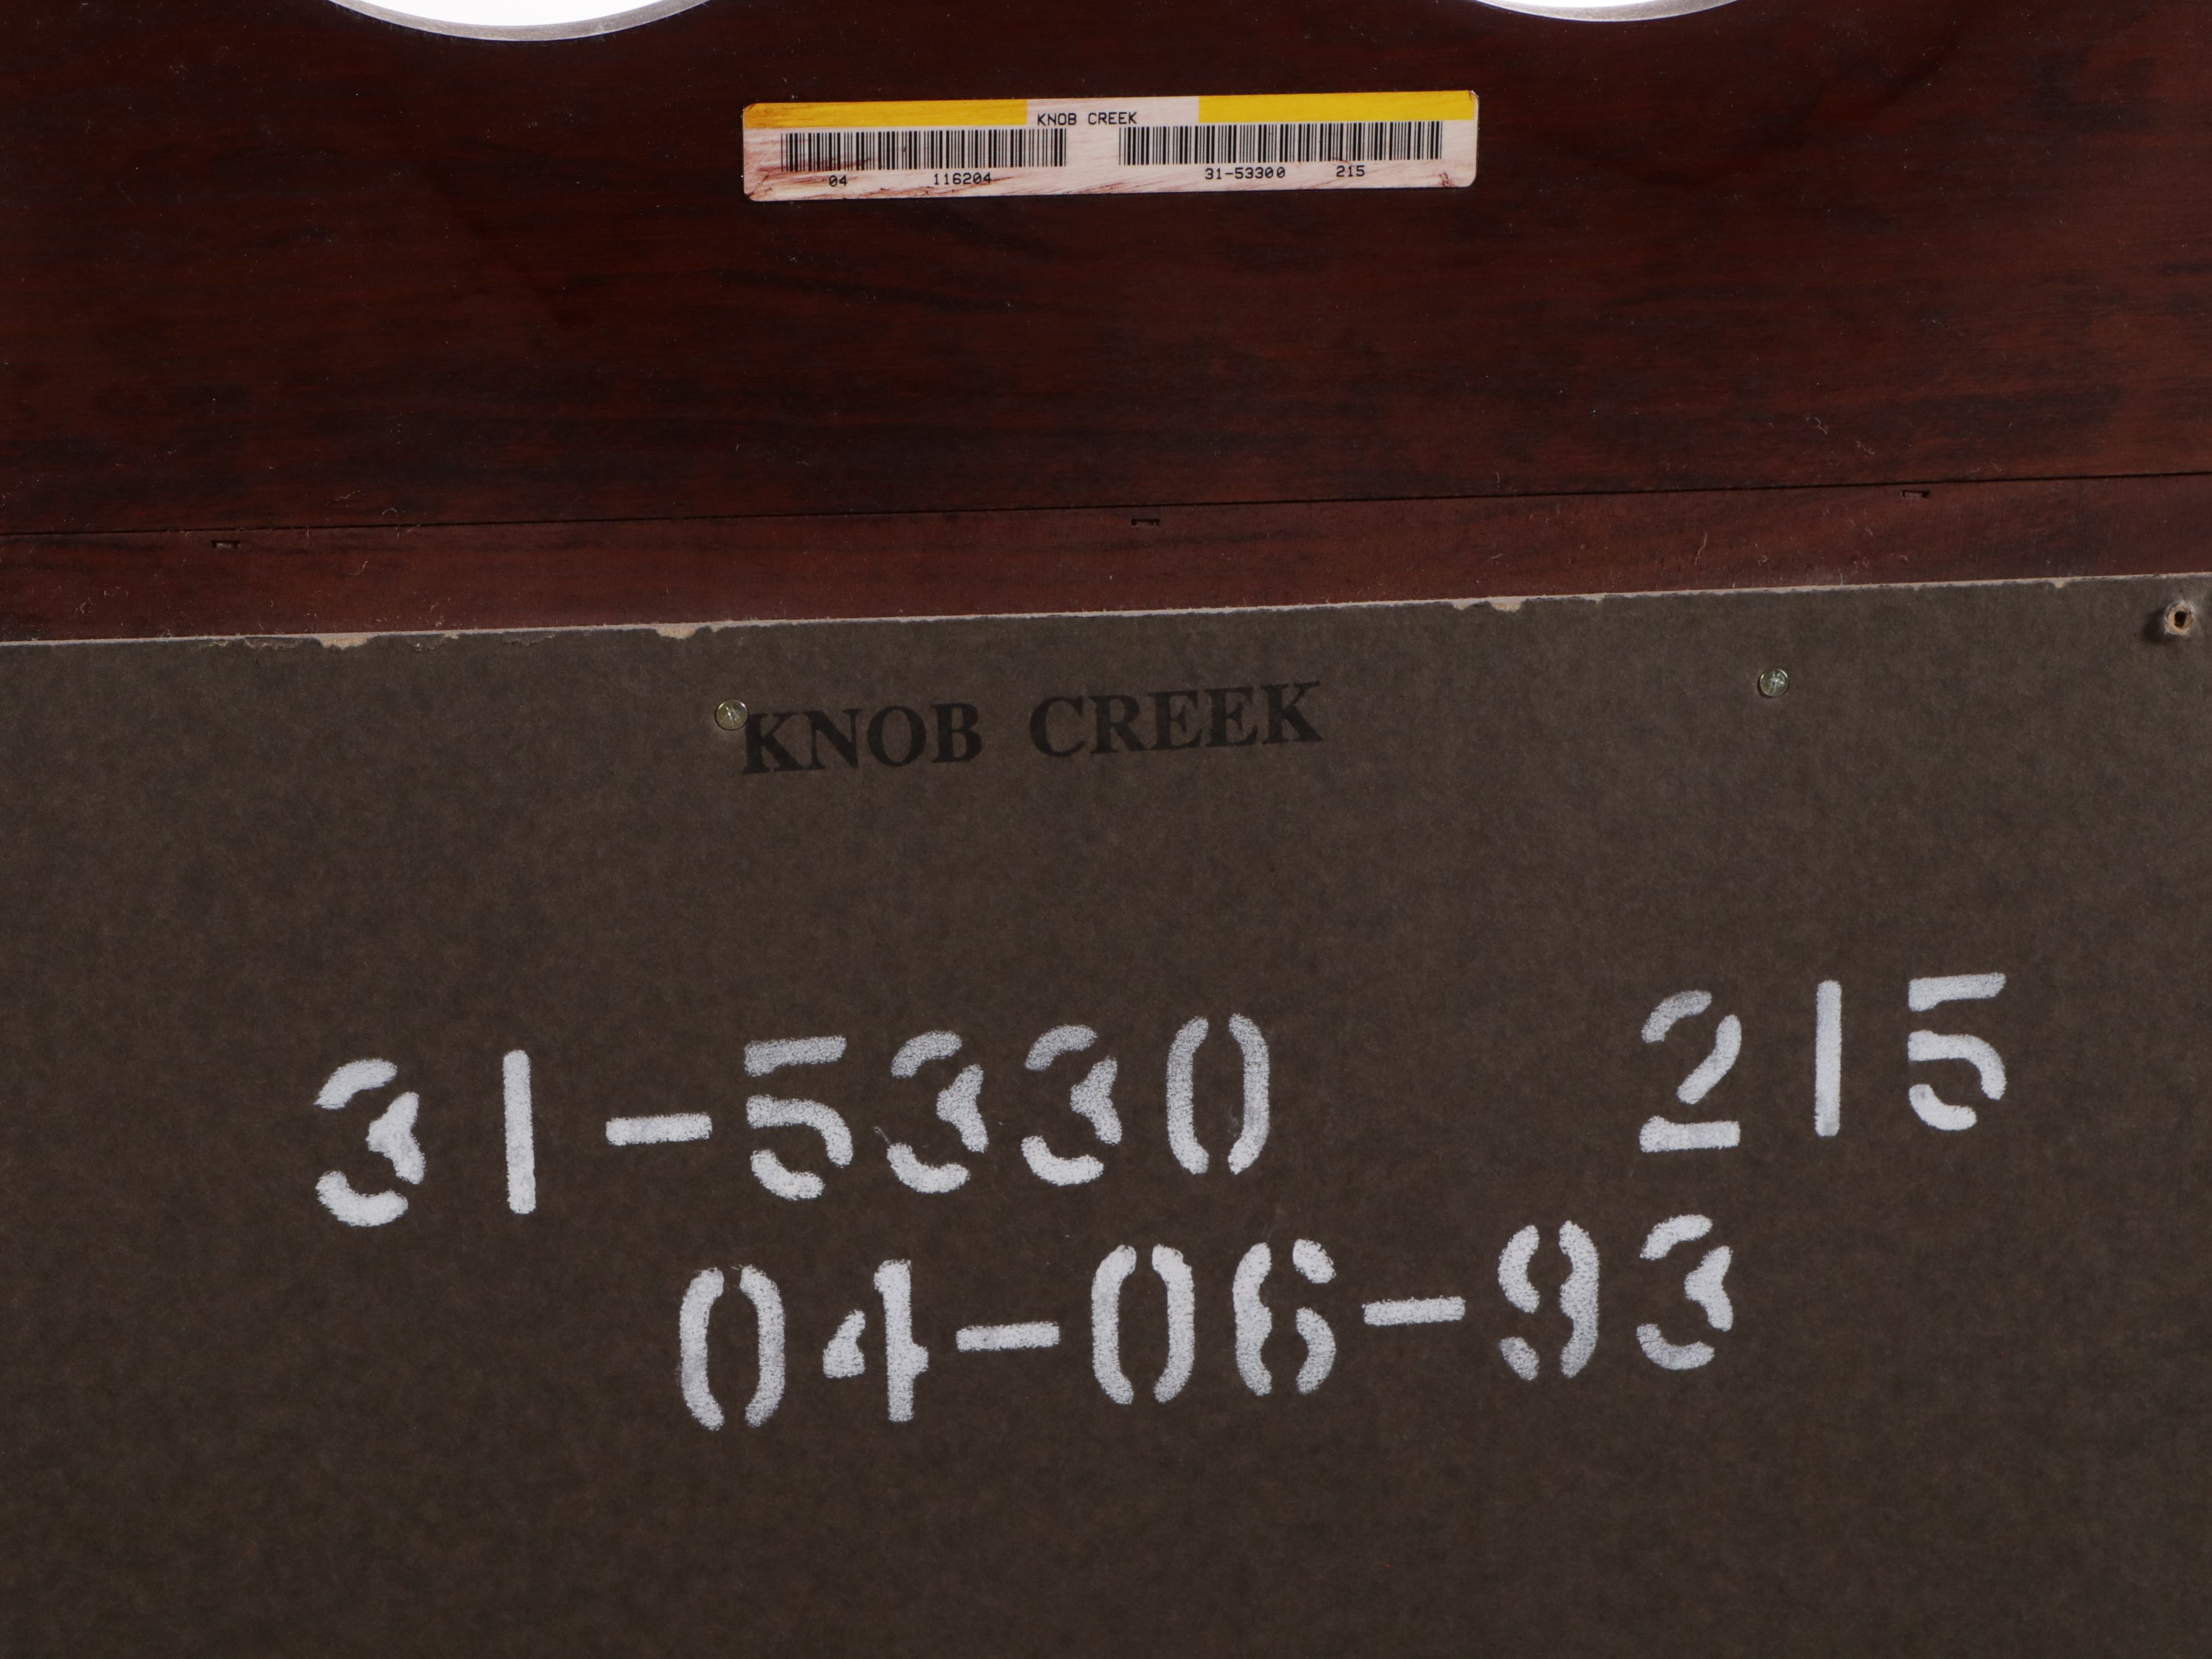 KNOB CREEK
04 116204 31-53300 215
KNOB CREEK
31-5330 215
04-06-93